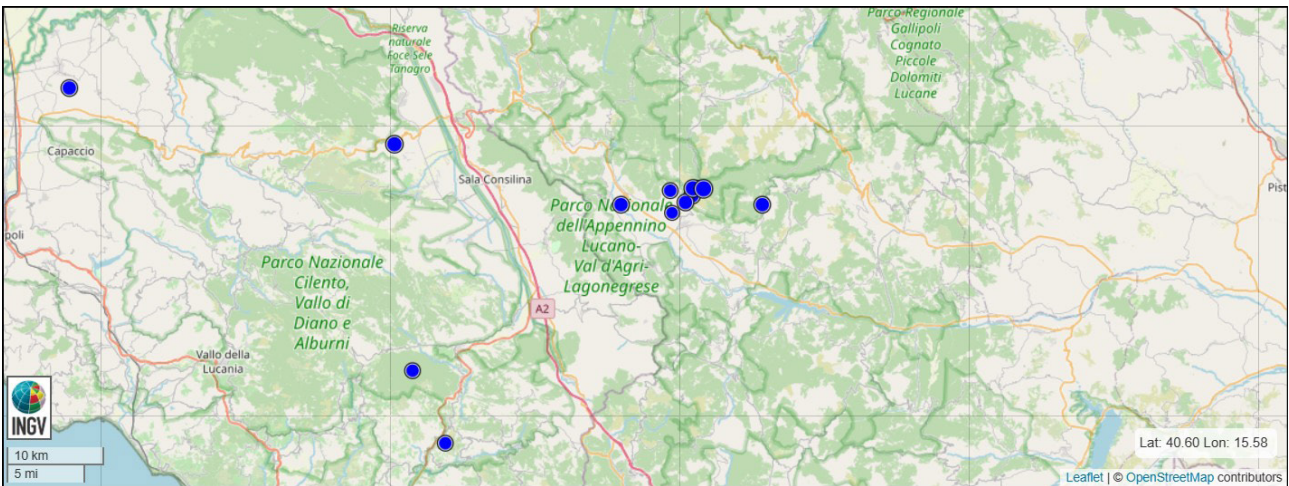 Riserva
naturale
Foce Sele
Tanagro
Parco Regionale
Gallipoli
Cognato
Piccole
Dolomiti
Lucane
Capaccio
Sala Consilina
Parco Nazionale
dell'Appennino
Lucano-
Val d'Agri-
Lagonegrese
Pist
poli
Parco Nazionale
Cilento,
Vallo di
Diano e
Alburni
A2
Vallo della
Lucania
INGV
10 km
5 mi
Lat: 40.60 Lon: 15.58
Leaflet | © OpenStreetMap contributors